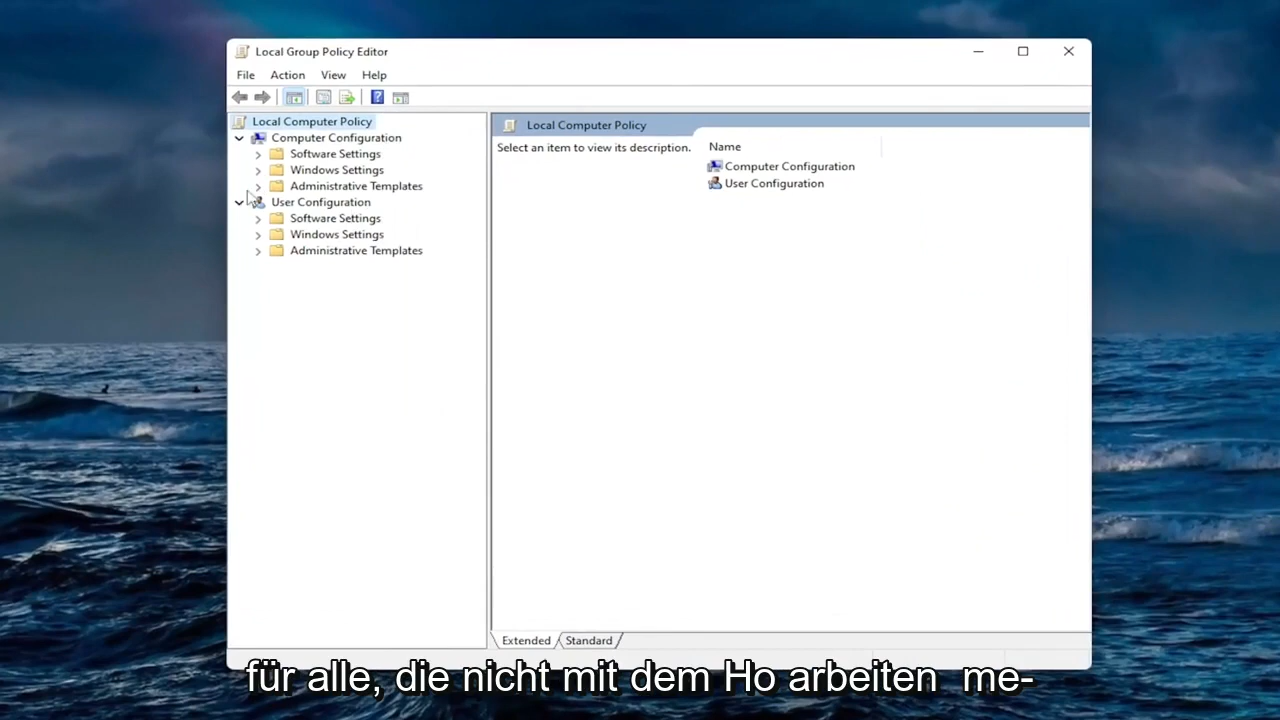 Local Group Policy Editor
File Action View Help
Local Computer Policy
Computer Configuration
Software Settings
Windows Settings
Administrative Templates
User Configuration
Software Settings
Windows Settings
Administrative Templates
Local Computer Policy
Select an item to view its description.
Name
Computer Configuration
User Configuration
Extended Standard
für alle, die nicht mit dem Ho arbeiten me-